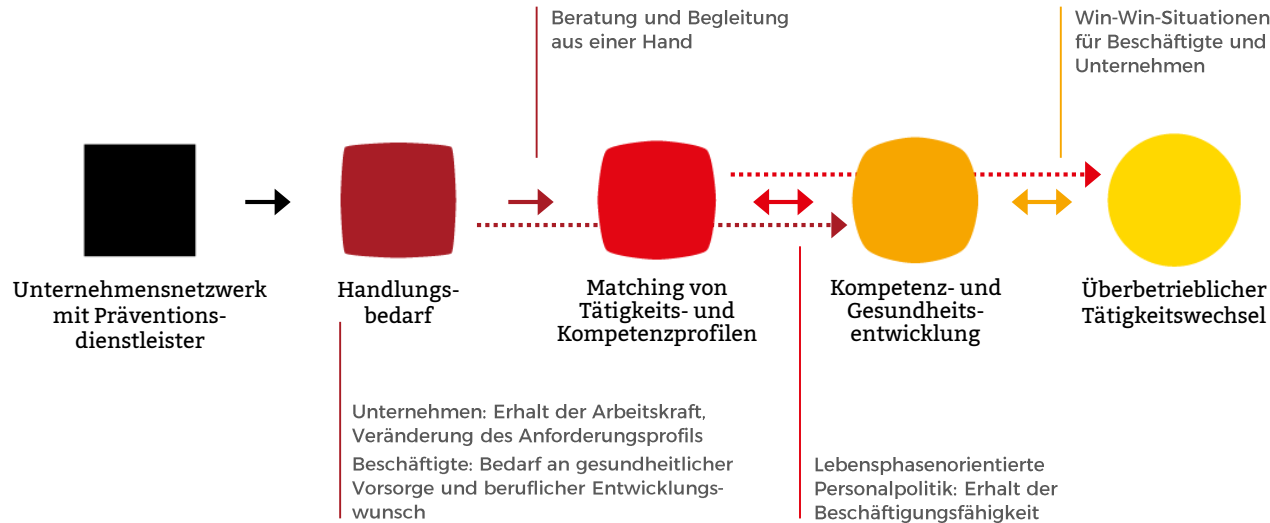 Beratung und Begleitung
aus einer Hand
Win-Win-Situationen
für Beschäftigte und
Unternehmen
Unternehmensnetzwerk
mit Präventions-
dienstleister
Handlungs-
bedarf
Matching von
Tätigkeits- und
Kompetenzprofilen
Kompetenz- und
Gesundheits-
entwicklung
Überbetrieblicher
Tätigkeitswechsel
Unternehmen: Erhalt der Arbeitskraft,
Veränderung des Anforderungsprofils
Beschäftigte: Bedarf an gesundheitlicher
Vorsorge und beruflicher Entwicklungs-
wunsch
Lebensphasenorientierte
Personalpolitik: Erhalt der
Beschäftigungsfähigkeit